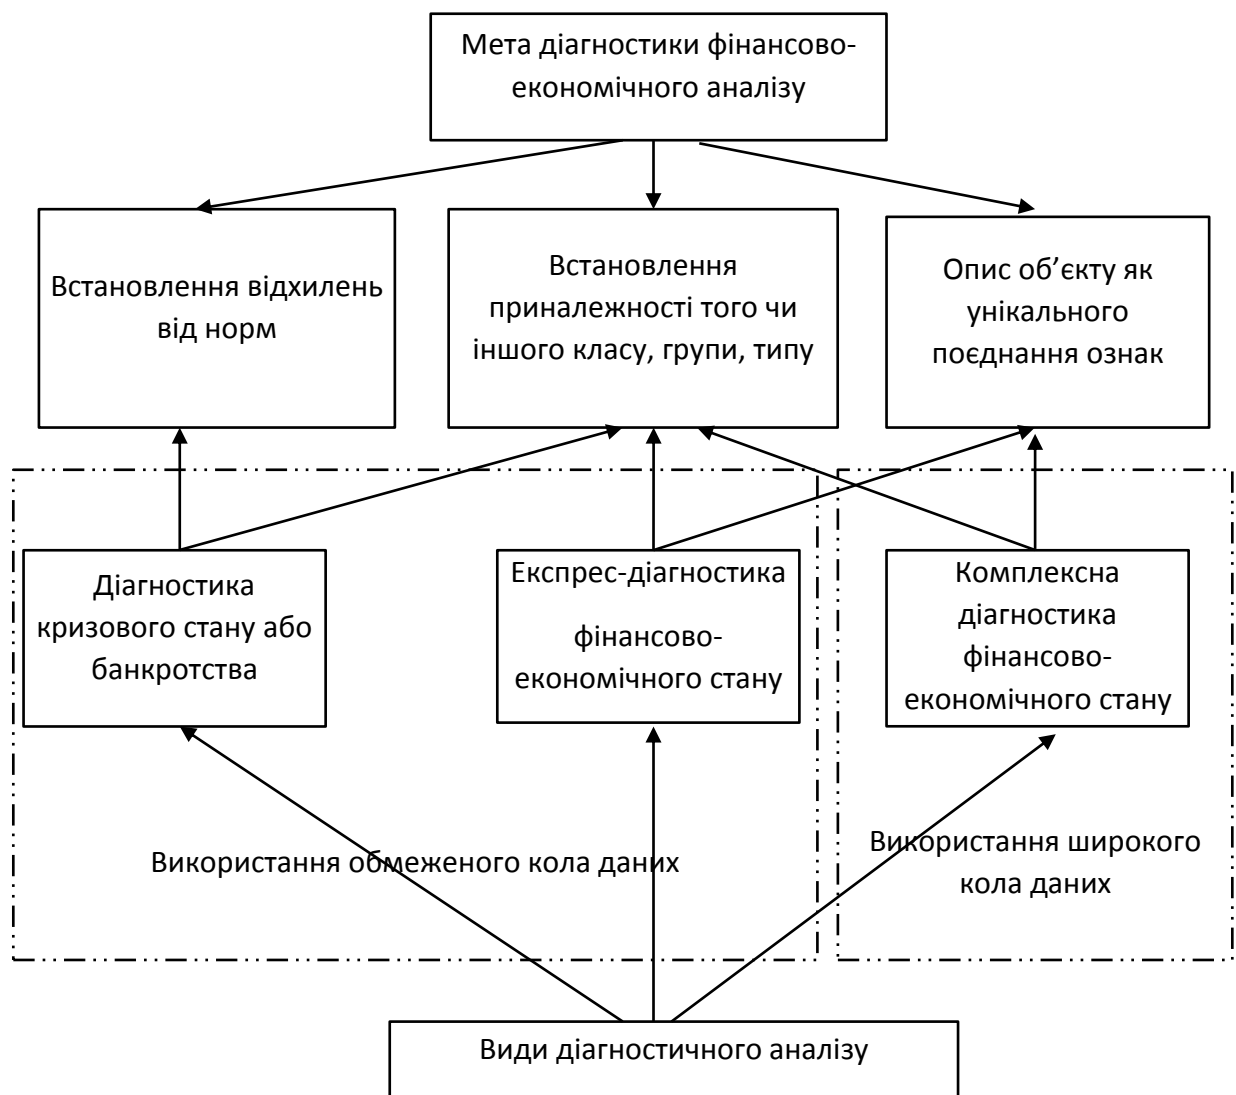 Мета діагностики фінансово-
економічного аналізу
Встановлення відхилень
від норм
Встановлення
приналежності того чи
іншого класу, групи, типу
Опис об’єкту як
унікального
поєднання ознак
Діагностика
кризового стану або
банкротства
Експрес-діагностика
фінансово-
економічного стану
Комплексна
діагностика
фінансово-
економічного стану
Використання обмеженого кола даних
Використання широкого
кола даних
Види діагностичного аналізу